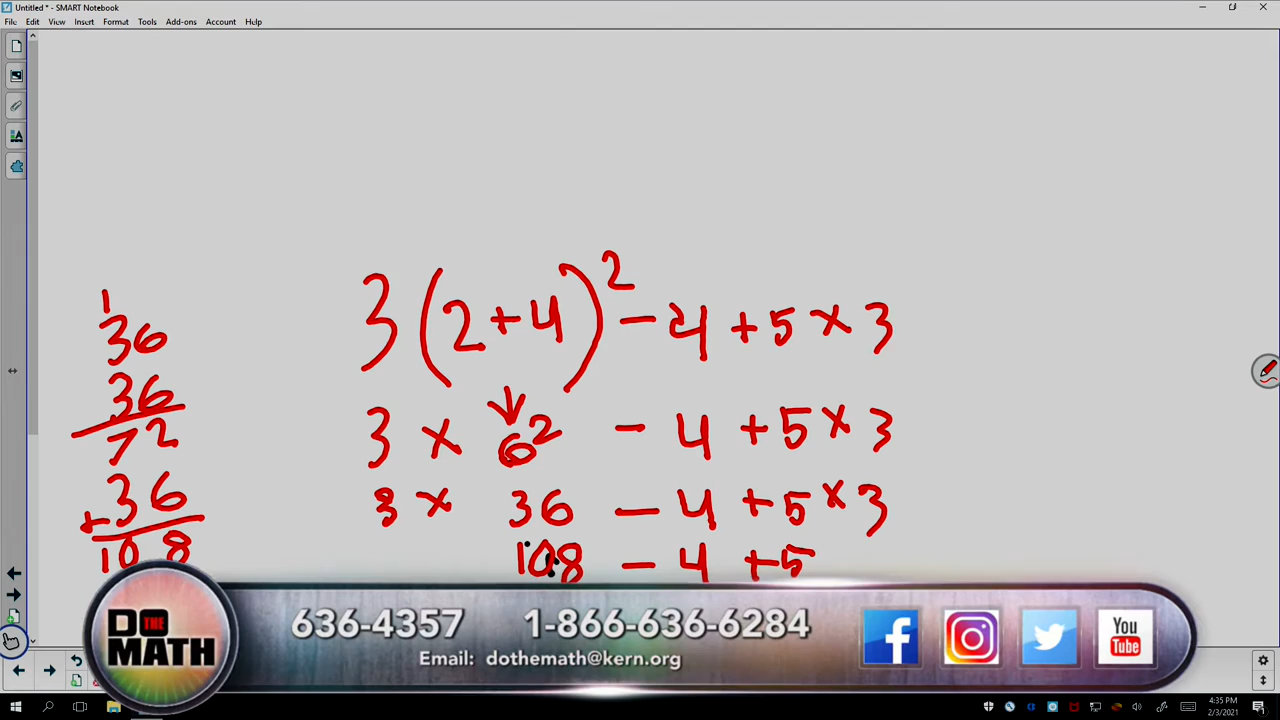 Untitled * - SMART Notebook
File Edit View Insert Format Tools Add-ons Account Help
3(2+4)² - 4 + 5 × 3
3 × 6² - 4 + 5 × 3
3 × 36 - 4 + 5 × 3
108 - 4 + 5
1
36
36
72
+36
108
DO THE MATH
636-4357 1-866-636-6284
Email: dothemath@kern.org
f
You Tube
4:35 PM
2/3/2021